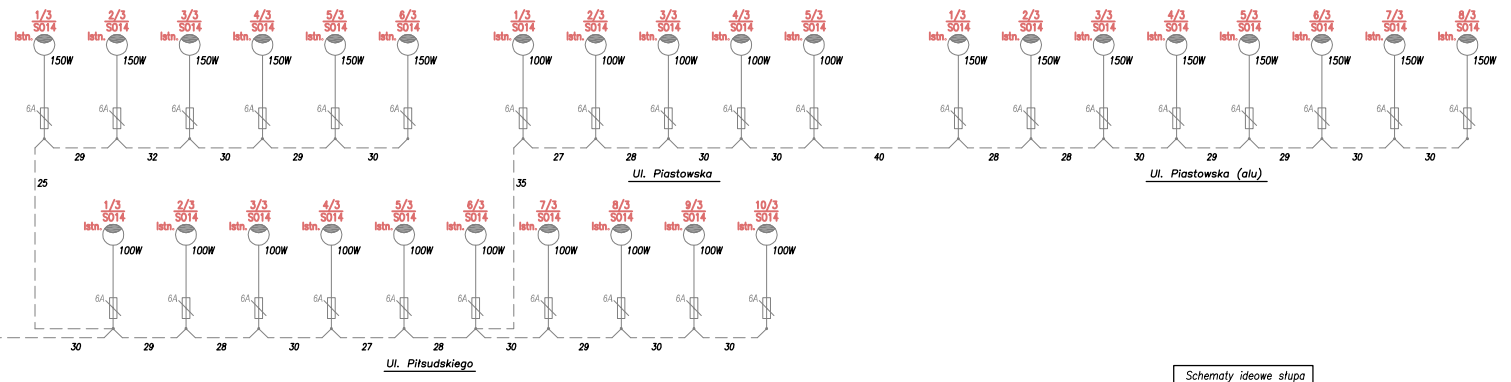 1/3 2/3 3/3 4/3 5/3 6/3 1/3 2/3 3/3 4/3 5/3 1/3 2/3 3/3 4/3 5/3 6/3 7/3 8/3
S014 S014 S014 S014 S014 S014 S014 S014 S014 S014 S014 S014 S014 S014 S014 S014 S014 S014 S014
Istn. Istn. Istn. Istn. Istn. Istn. Istn. Istn. Istn. Istn. Istn. Istn. Istn. Istn. Istn. Istn. Istn. Istn. Istn.
150W 150W 150W 150W 150W 150W 100W 100W 100W 100W 100W 150W 150W 150W 150W 150W 150W 150W 150W
6A 6A 6A 6A 6A 6A 6A 6A 6A 6A 6A 6A 6A 6A 6A 6A 6A 6A 6A
29 32 30 29 30 27 28 30 30 40 28 28 30 29 29 30 30
Ul. Piastowska Ul. Piastowska (alu)
25 35
1/3 2/3 3/3 4/3 5/3 6/3 7/3 8/3 9/3 10/3
S014 S014 S014 S014 S014 S014 S014 S014 S014 S014
Istn. Istn. Istn. Istn. Istn. Istn. Istn. Istn. Istn. Istn.
100W 100W 100W 100W 100W 100W 100W 100W 100W 100W
6A 6A 6A 6A 6A 6A 6A 6A 6A 6A
30 29 28 30 27 28 30 29 30 30
Ul. Piłsudskiego
Schematy ideowe słupa